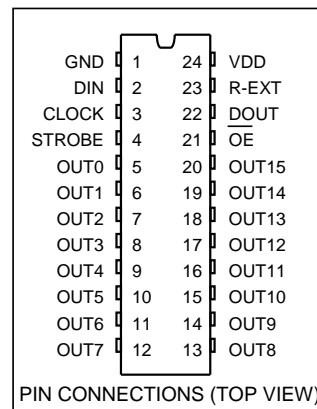 GND 1 24 VDD
DIN 2 23 R-EXT
CLOCK 3 22 DOUT
STROBE 4 21 OE
OUT0 5 20 OUT15
OUT1 6 19 OUT14
OUT2 7 18 OUT13
OUT3 8 17 OUT12
OUT4 9 16 OUT11
OUT5 10 15 OUT10
OUT6 11 14 OUT9
OUT7 12 13 OUT8
PIN CONNECTIONS (TOP VIEW)